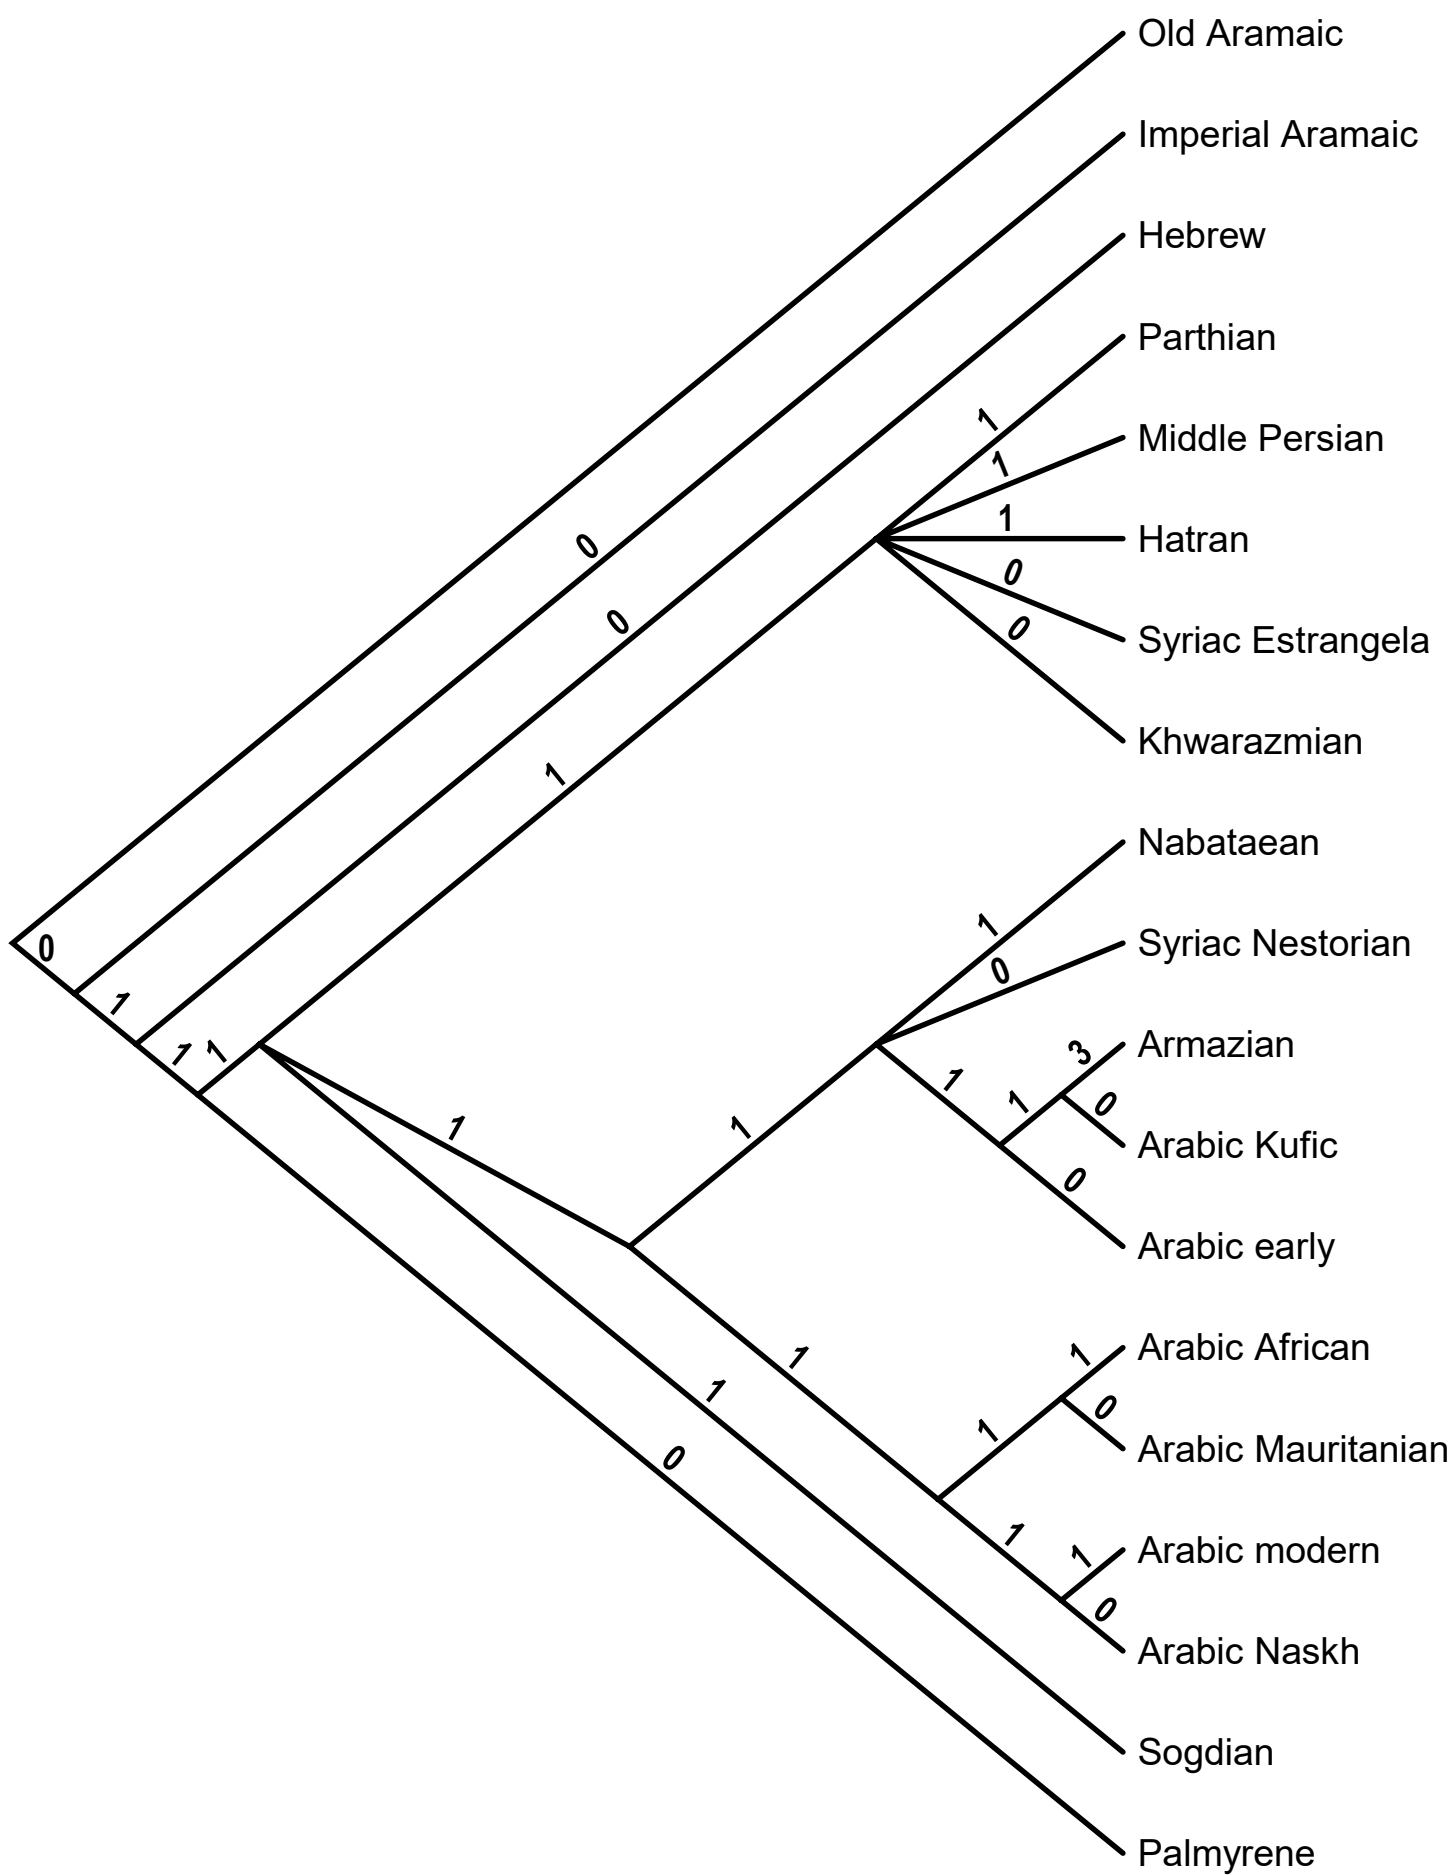 Old Aramaic
Imperial Aramaic
Hebrew
Parthian
1
Middle Persian
1
1
Hatran
0
0
Syriac Estrangela
0
0
Khwarazmian
1
Nabataean
1
Syriac Nestorian
0
0
1
Armazian
3
1
1
1
1
0
Arabic Kufic
1
1
0
Arabic early
Arabic African
1
1
1
0
1
Arabic Mauritanian
0
1
Arabic modern
1
0
Arabic Naskh
Sogdian
Palmyrene